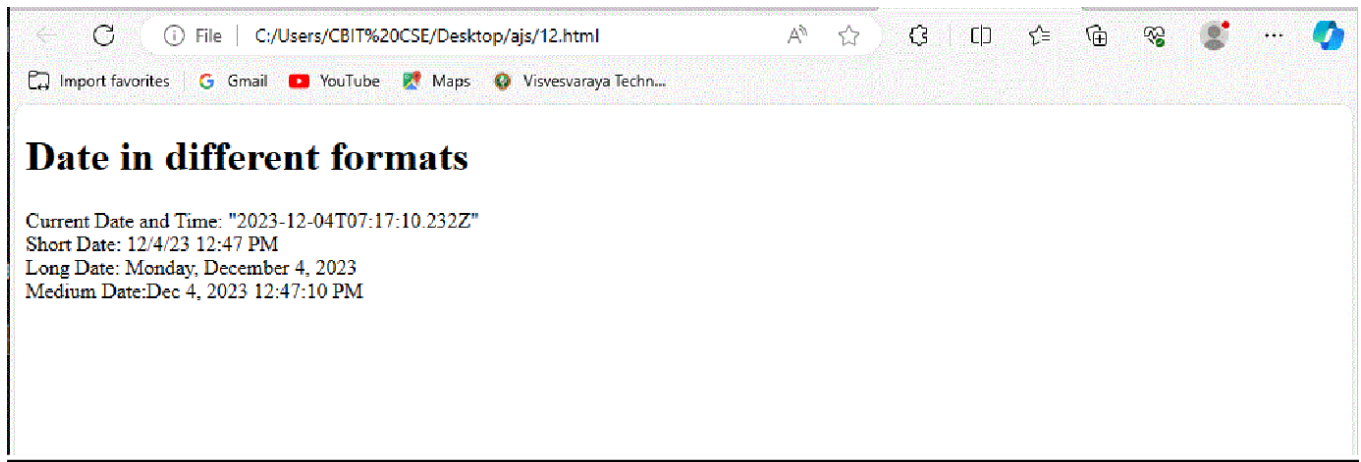 File | C:/Users/CBIT%20CSE/Desktop/ajs/12.html A
Import favorites G Gmail YouTube Maps Visvesvaraya Techn...
Date in different formats
Current Date and Time: "2023-12-04T07:17:10.232Z"
Short Date: 12/4/23 12:47 PM
Long Date: Monday, December 4, 2023
Medium Date:Dec 4, 2023 12:47:10 PM